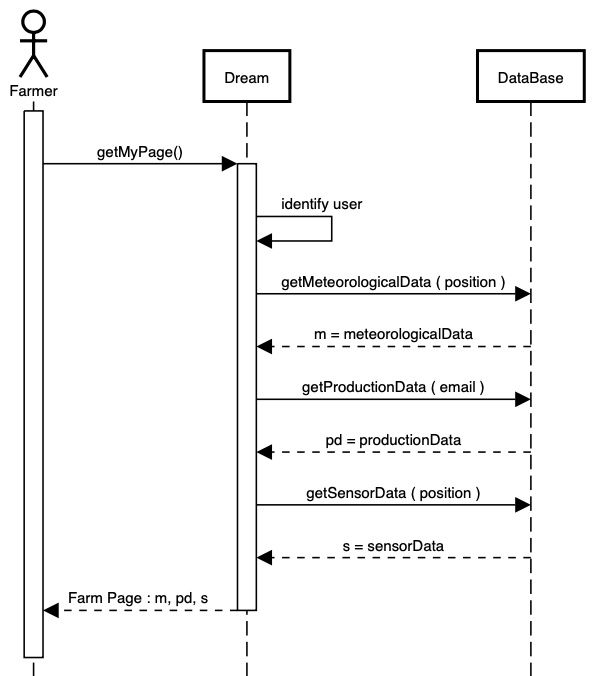 Farmer
Dream
DataBase
getMyPage()
identify user
getMeteorologicalData ( position )
m = meteorologicalData
getProductionData ( email )
pd = productionData
getSensorData ( position )
s = sensorData
Farm Page : m, pd, s